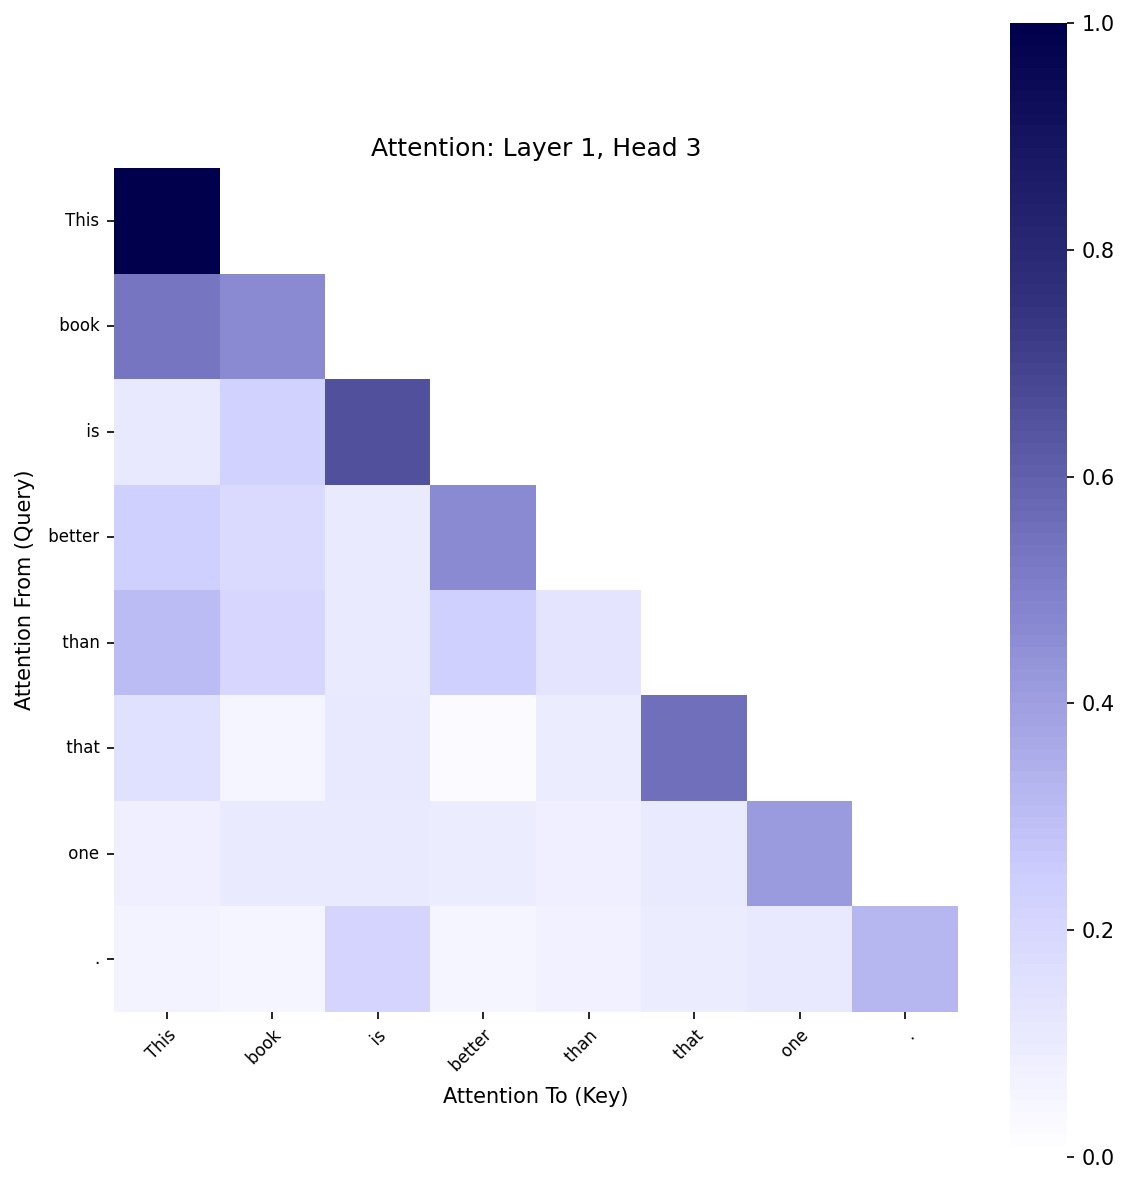 Attention: Layer 1, Head 3
1.0
0.8
0.6
0.4
0.2
0.0
Attention From (Query)
This
book
is
better
than
that
one
.
This
book
is
better
than
that
one
.
Attention To (Key)